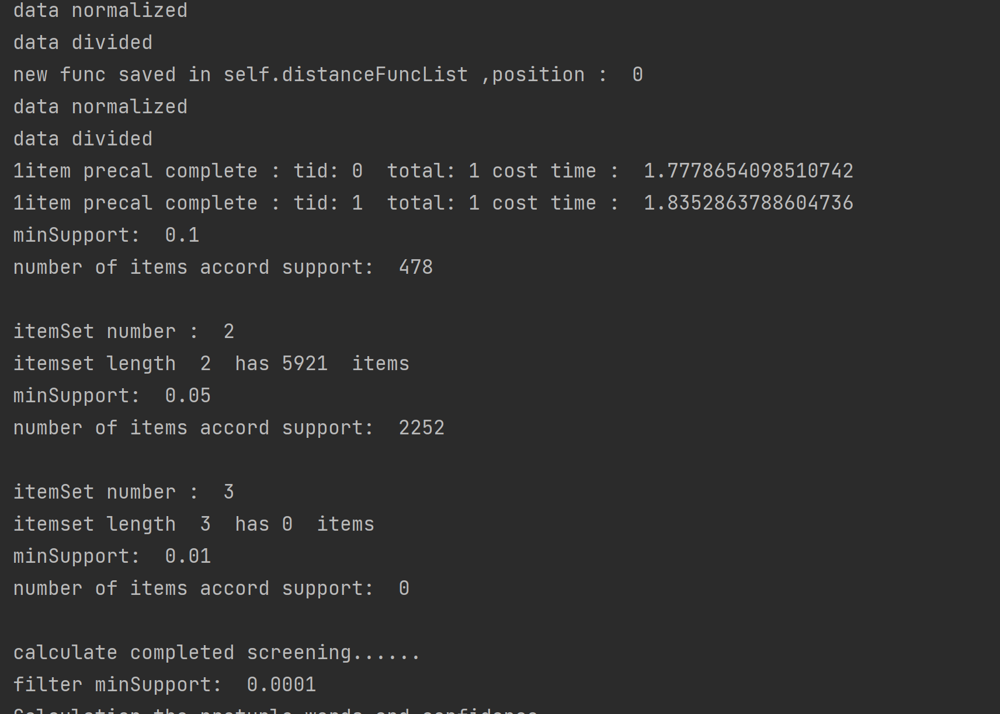 data normalized
data divided
new func saved in self.distanceFuncList ,position :  0
data normalized
data divided
1item precal complete : tid: 0  total: 1 cost time :  1.7778654098510742
1item precal complete : tid: 1  total: 1 cost time :  1.8352863788604736
minSupport:  0.1
number of items accord support:  478
itemSet number :  2
itemset length  2  has 5921  items
minSupport:  0.05
number of items accord support:  2252
itemSet number :  3
itemset length  3  has 0  items
minSupport:  0.01
number of items accord support:  0
calculate completed screening......
filter minSupport:  0.0001
the words and confidence